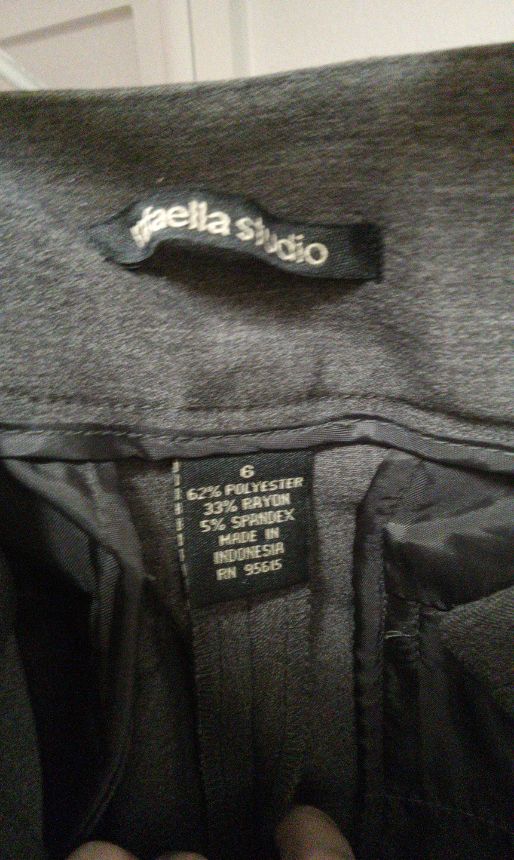 rafaella studio
6
62% POLYESTER
33% RAYON
5% SPANDEX
MADE IN
INDONESIA
RN 95615